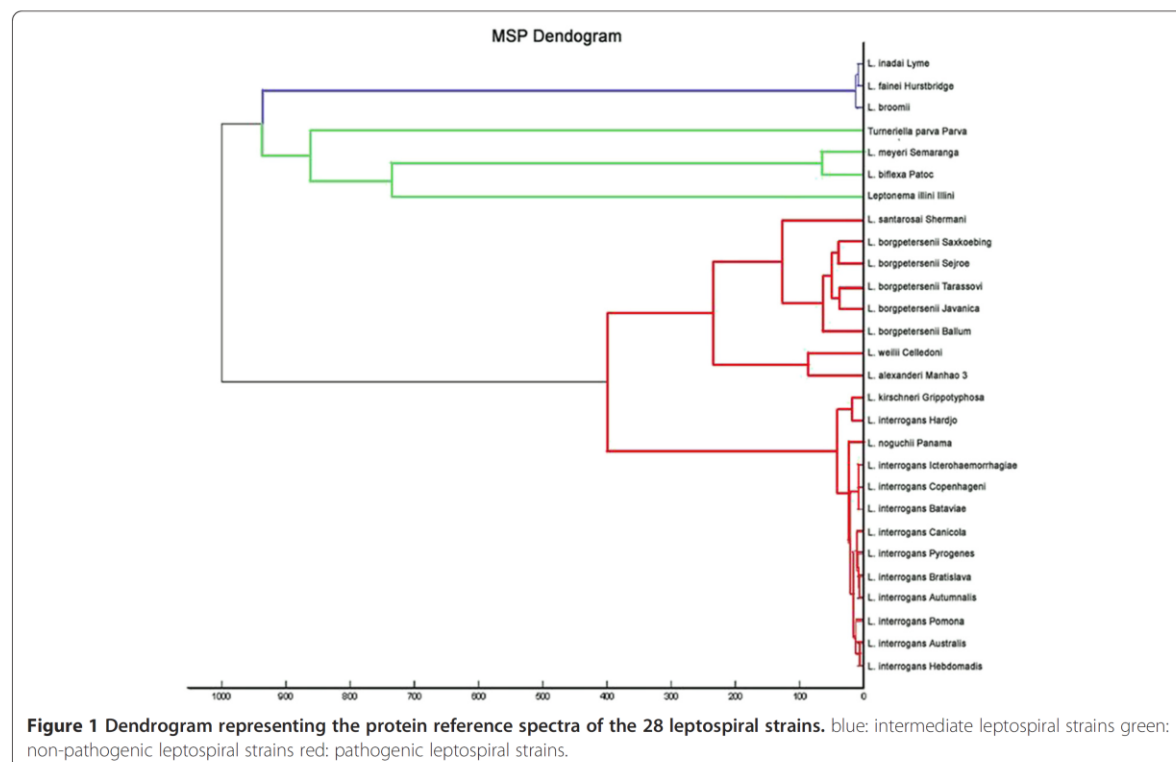 MSP Dendogram
L. inadai Lyme
L. fainei Hurstbridge
L. broomii
Turneriella parva Parva
L. meyeri Semaranga
L. biflexa Patoc
Leptonema illini Illini
L. santarosai Shermani
L. borgpetersenii Saxkoebing
L. borgpetersenii Sejroe
L. borgpetersenii Tarassovi
L. borgpetersenii Javanica
L. borgpetersenii Ballum
L. weilii Celledoni
L. alexanderi Manhao 3
L. kirschneri Grippotyphosa
L. interrogans Hardjo
L. noguchii Panama
L. interrogans Icterohaemorrhagiae
L. interrogans Copenhageni
L. interrogans Bataviae
L. interrogans Canicola
L. interrogans Pyrogenes
L. interrogans Bratislava
L. interrogans Autumnalis
L. interrogans Pomona
L. interrogans Australis
L. interrogans Hebdomadis
1000 900 800 700 600 500 400 300 200 100 0
Figure 1 Dendrogram representing the protein reference spectra of the 28 leptospiral strains. blue: intermediate leptospiral strains green:
non-pathogenic leptospiral strains red: pathogenic leptospiral strains.